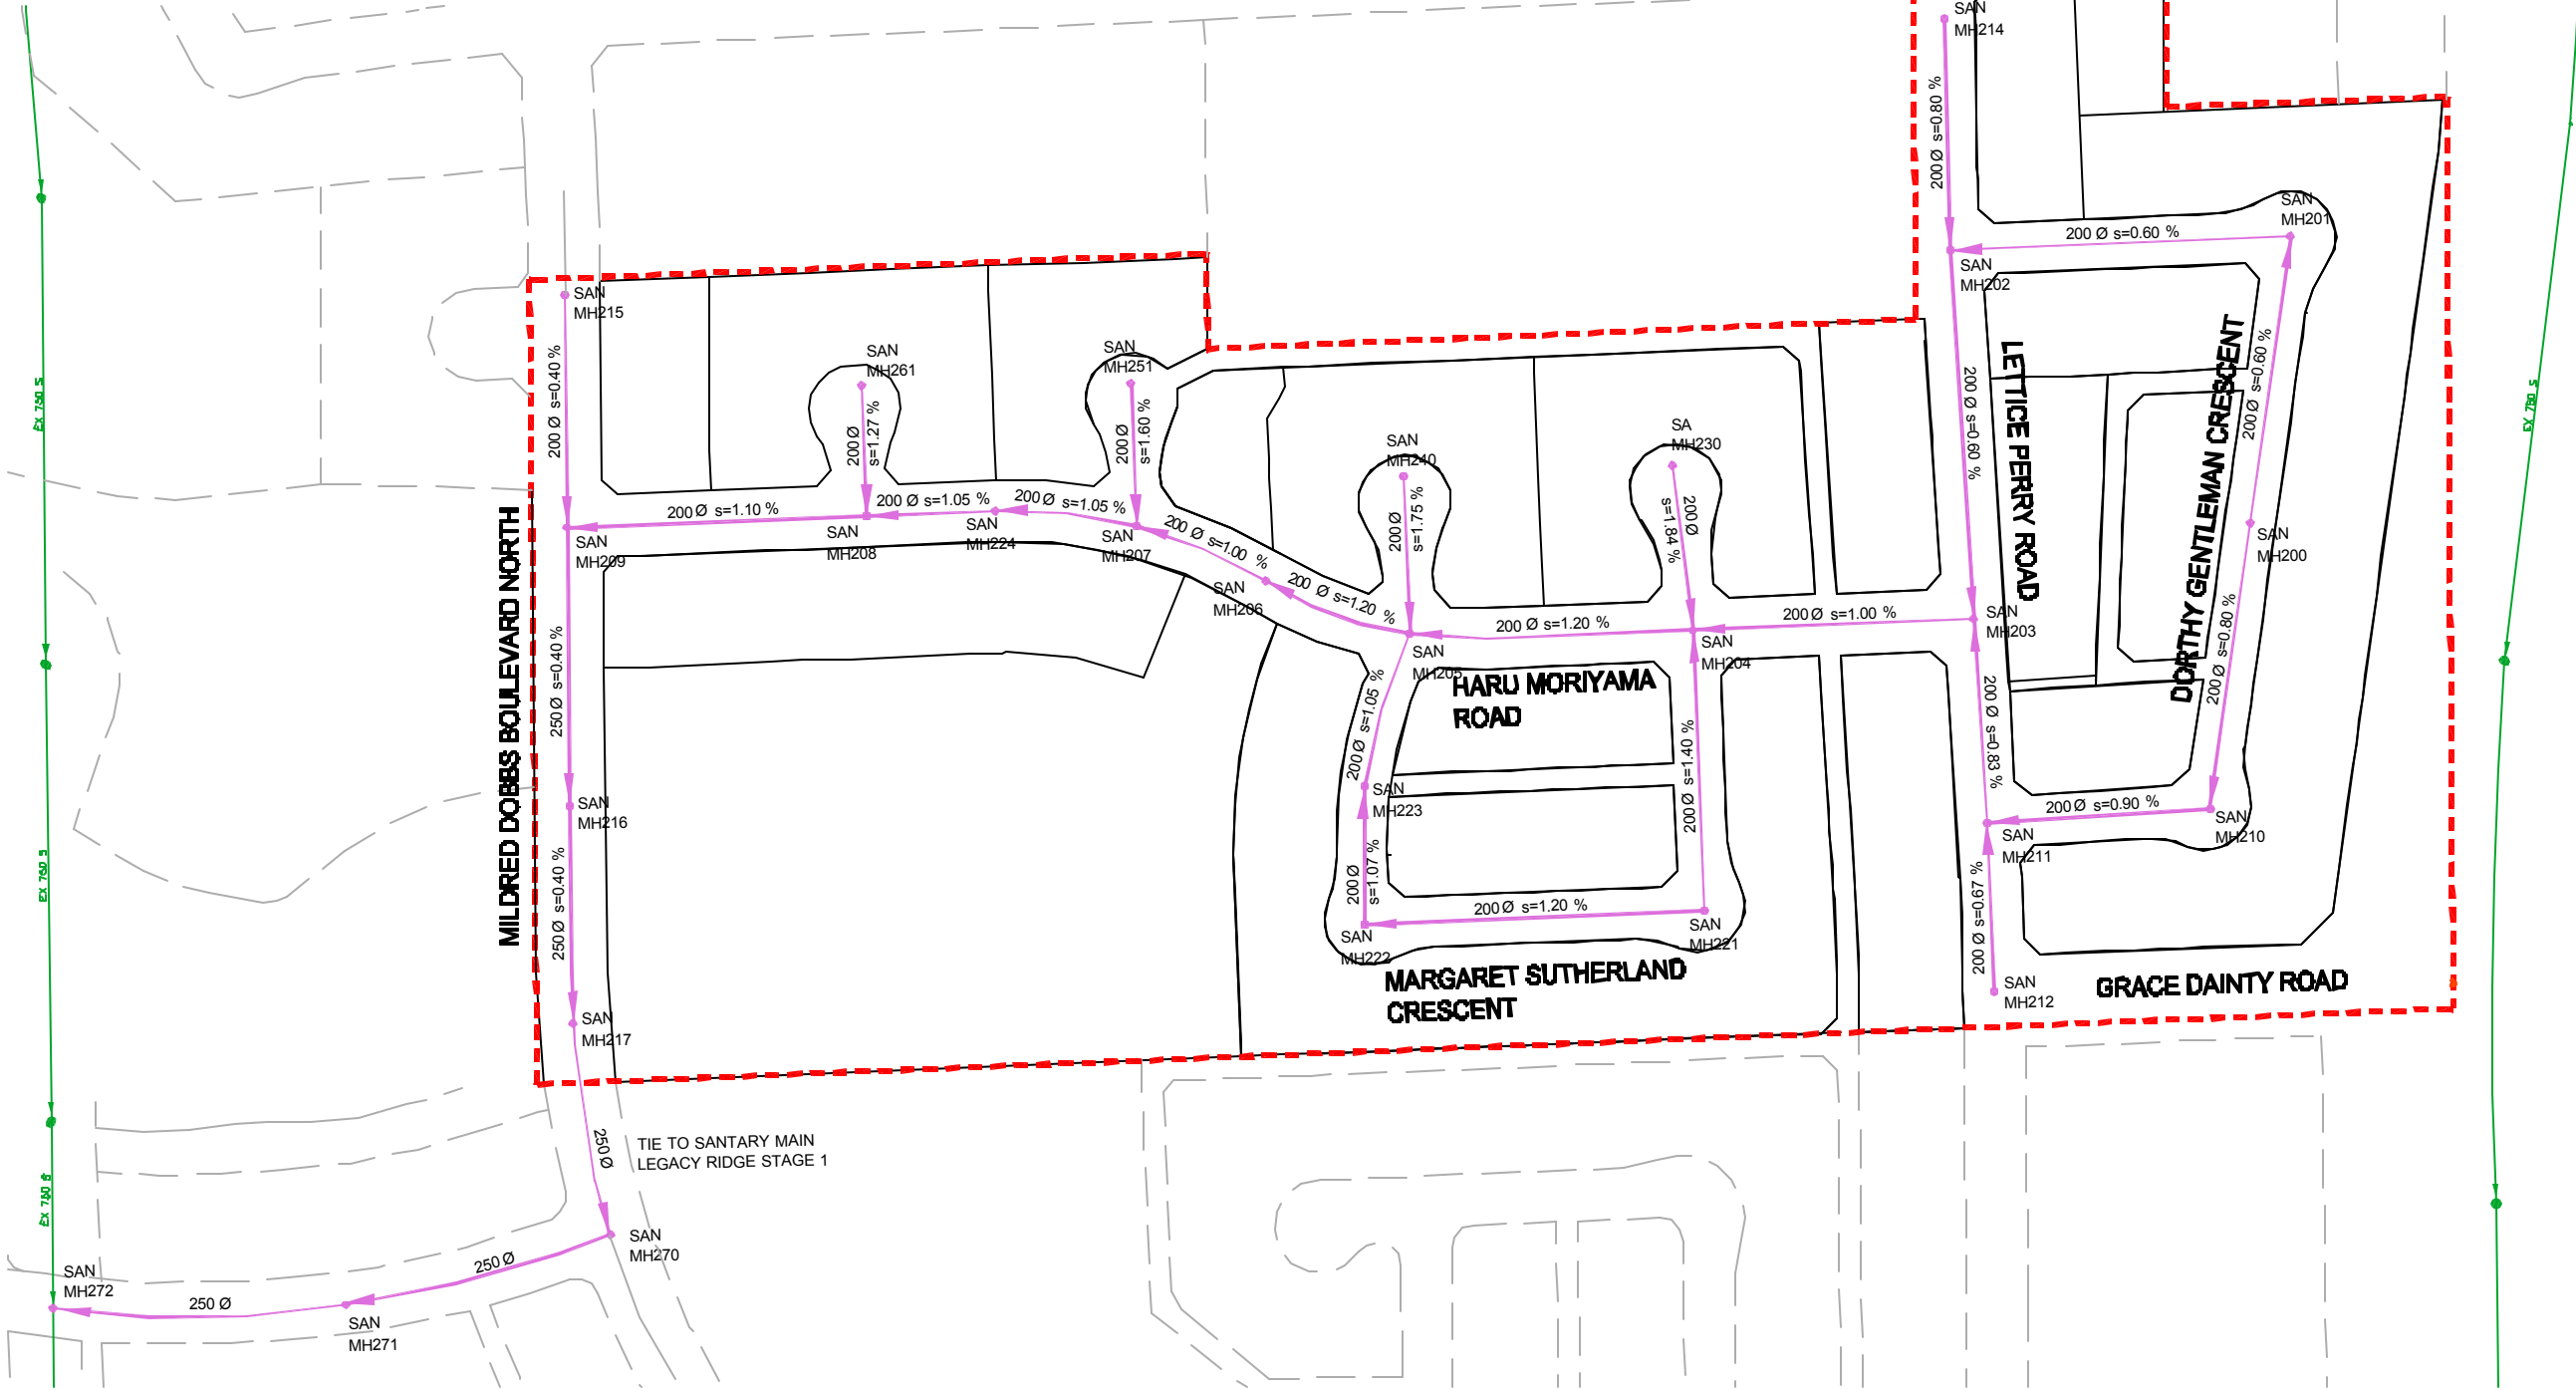 SAN
MH214
200 Ø s=0.80 %
SAN
MH201
200 Ø s=0.60 %
SAN
MH202
SAN
MH215
200 Ø s=0.40 %
SAN
MH261
200 Ø
s=1.27 %
SAN
MH251
200 Ø
s=1.60 %
EX 750 S
EX 750 S
200 Ø s=0.60 %
LETTICE PERRY ROAD
DORTHY GENTLEMAN CRESCENT
200 Ø s=0.60 %
SAN
MH240
200 Ø
s=1.75 %
SA
MH230
200 Ø
s=1.84 %
200 Ø s=1.10 %
200 Ø s=1.05 %
200 Ø s=1.05 %
200 Ø s=1.00 %
SAN
MH209
SAN
MH208
SAN
MH224
SAN
MH207
SAN
MH200
SAN
MH206
200 Ø s=1.20 %
200 Ø s=1.20 %
200 Ø s=1.00 %
SAN
MH203
SAN
MH205
SAN
MH204
200 Ø s=0.80 %
MILDRED DOBBS BOULEVARD NORTH
250 Ø s=0.40 %
HARU MORIYAMA
ROAD
200 Ø s=1.05 %
200 Ø s=1.40 %
200 Ø s=0.83 %
SAN
MH216
SAN
MH223
200 Ø s=0.90 %
SAN
MH210
SAN
MH211
EX 750 S
250 Ø s=0.40 %
200 Ø
s=1.07 %
200 Ø s=1.20 %
200 Ø s=0.67 %
SAN
MH222
SAN
MH221
MARGARET SUTHERLAND
CRESCENT
SAN
MH212
GRACE DAINTY ROAD
SAN
MH217
250 Ø
TIE TO SANTARY MAIN
LEGACY RIDGE STAGE 1
EX 750 S
SAN
MH270
250 Ø
SAN
MH272
250 Ø
SAN
MH271